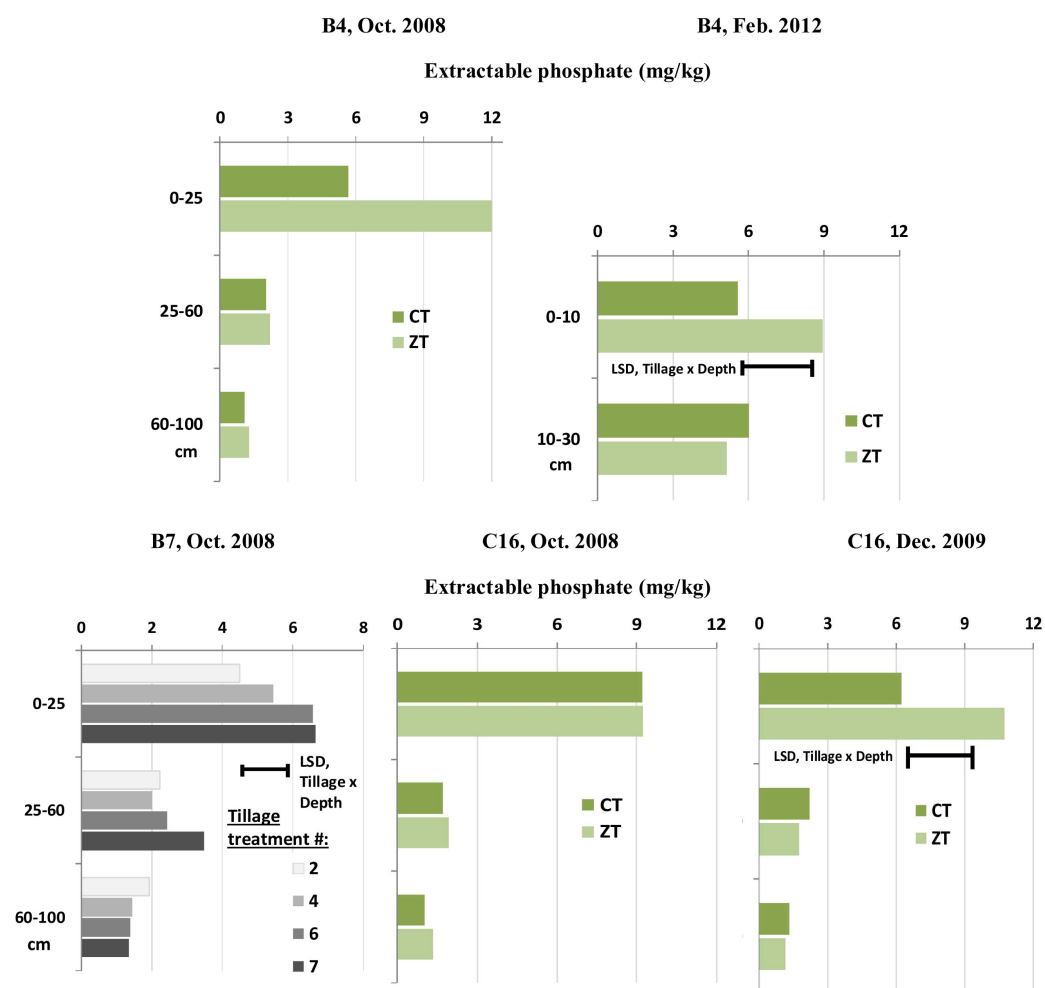 B4, Oct. 2008
B4, Feb. 2012
Extractable phosphate (mg/kg)
0 3 6 9 12
0-25
25-60
60-100
cm
CT
ZT
0 3 6 9 12
0-10
LSD, Tillage x Depth
10-30
cm
CT
ZT
B7, Oct. 2008
C16, Oct. 2008
C16, Dec. 2009
Extractable phosphate (mg/kg)
0 2 4 6 8
0-25
25-60
60-100
cm
LSD,
Tillage x
Depth
Tillage
treatment #:
2
4
6
7
0 3 6 9 12
CT
ZT
0 3 6 9 12
LSD, Tillage x Depth
CT
ZT